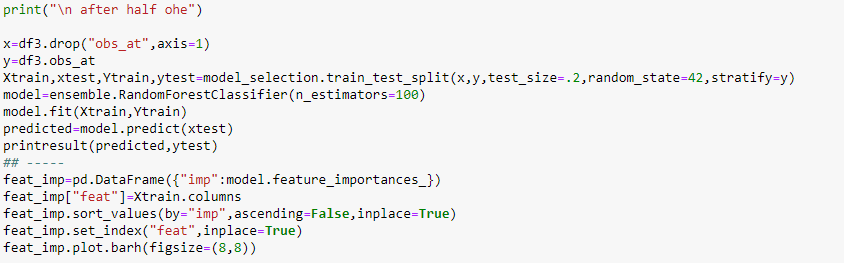 print("\n after half ohe")
x=df3.drop("obs_at",axis=1)
y=df3.obs_at
Xtrain,xtest,Ytrain,ytest=model_selection.train_test_split(x,y,test_size=.2,random_state=42,stratify=y)
model=ensemble.RandomForestClassifier(n_estimators=100)
model.fit(Xtrain,Ytrain)
predicted=model.predict(xtest)
printresult(predicted,ytest)
## -----
feat_imp=pd.DataFrame({"imp":model.feature_importances_})
feat_imp["feat"]=Xtrain.columns
feat_imp.sort_values(by="imp",ascending=False,inplace=True)
feat_imp.set_index("feat",inplace=True)
feat_imp.plot.barh(figsize=(8,8))